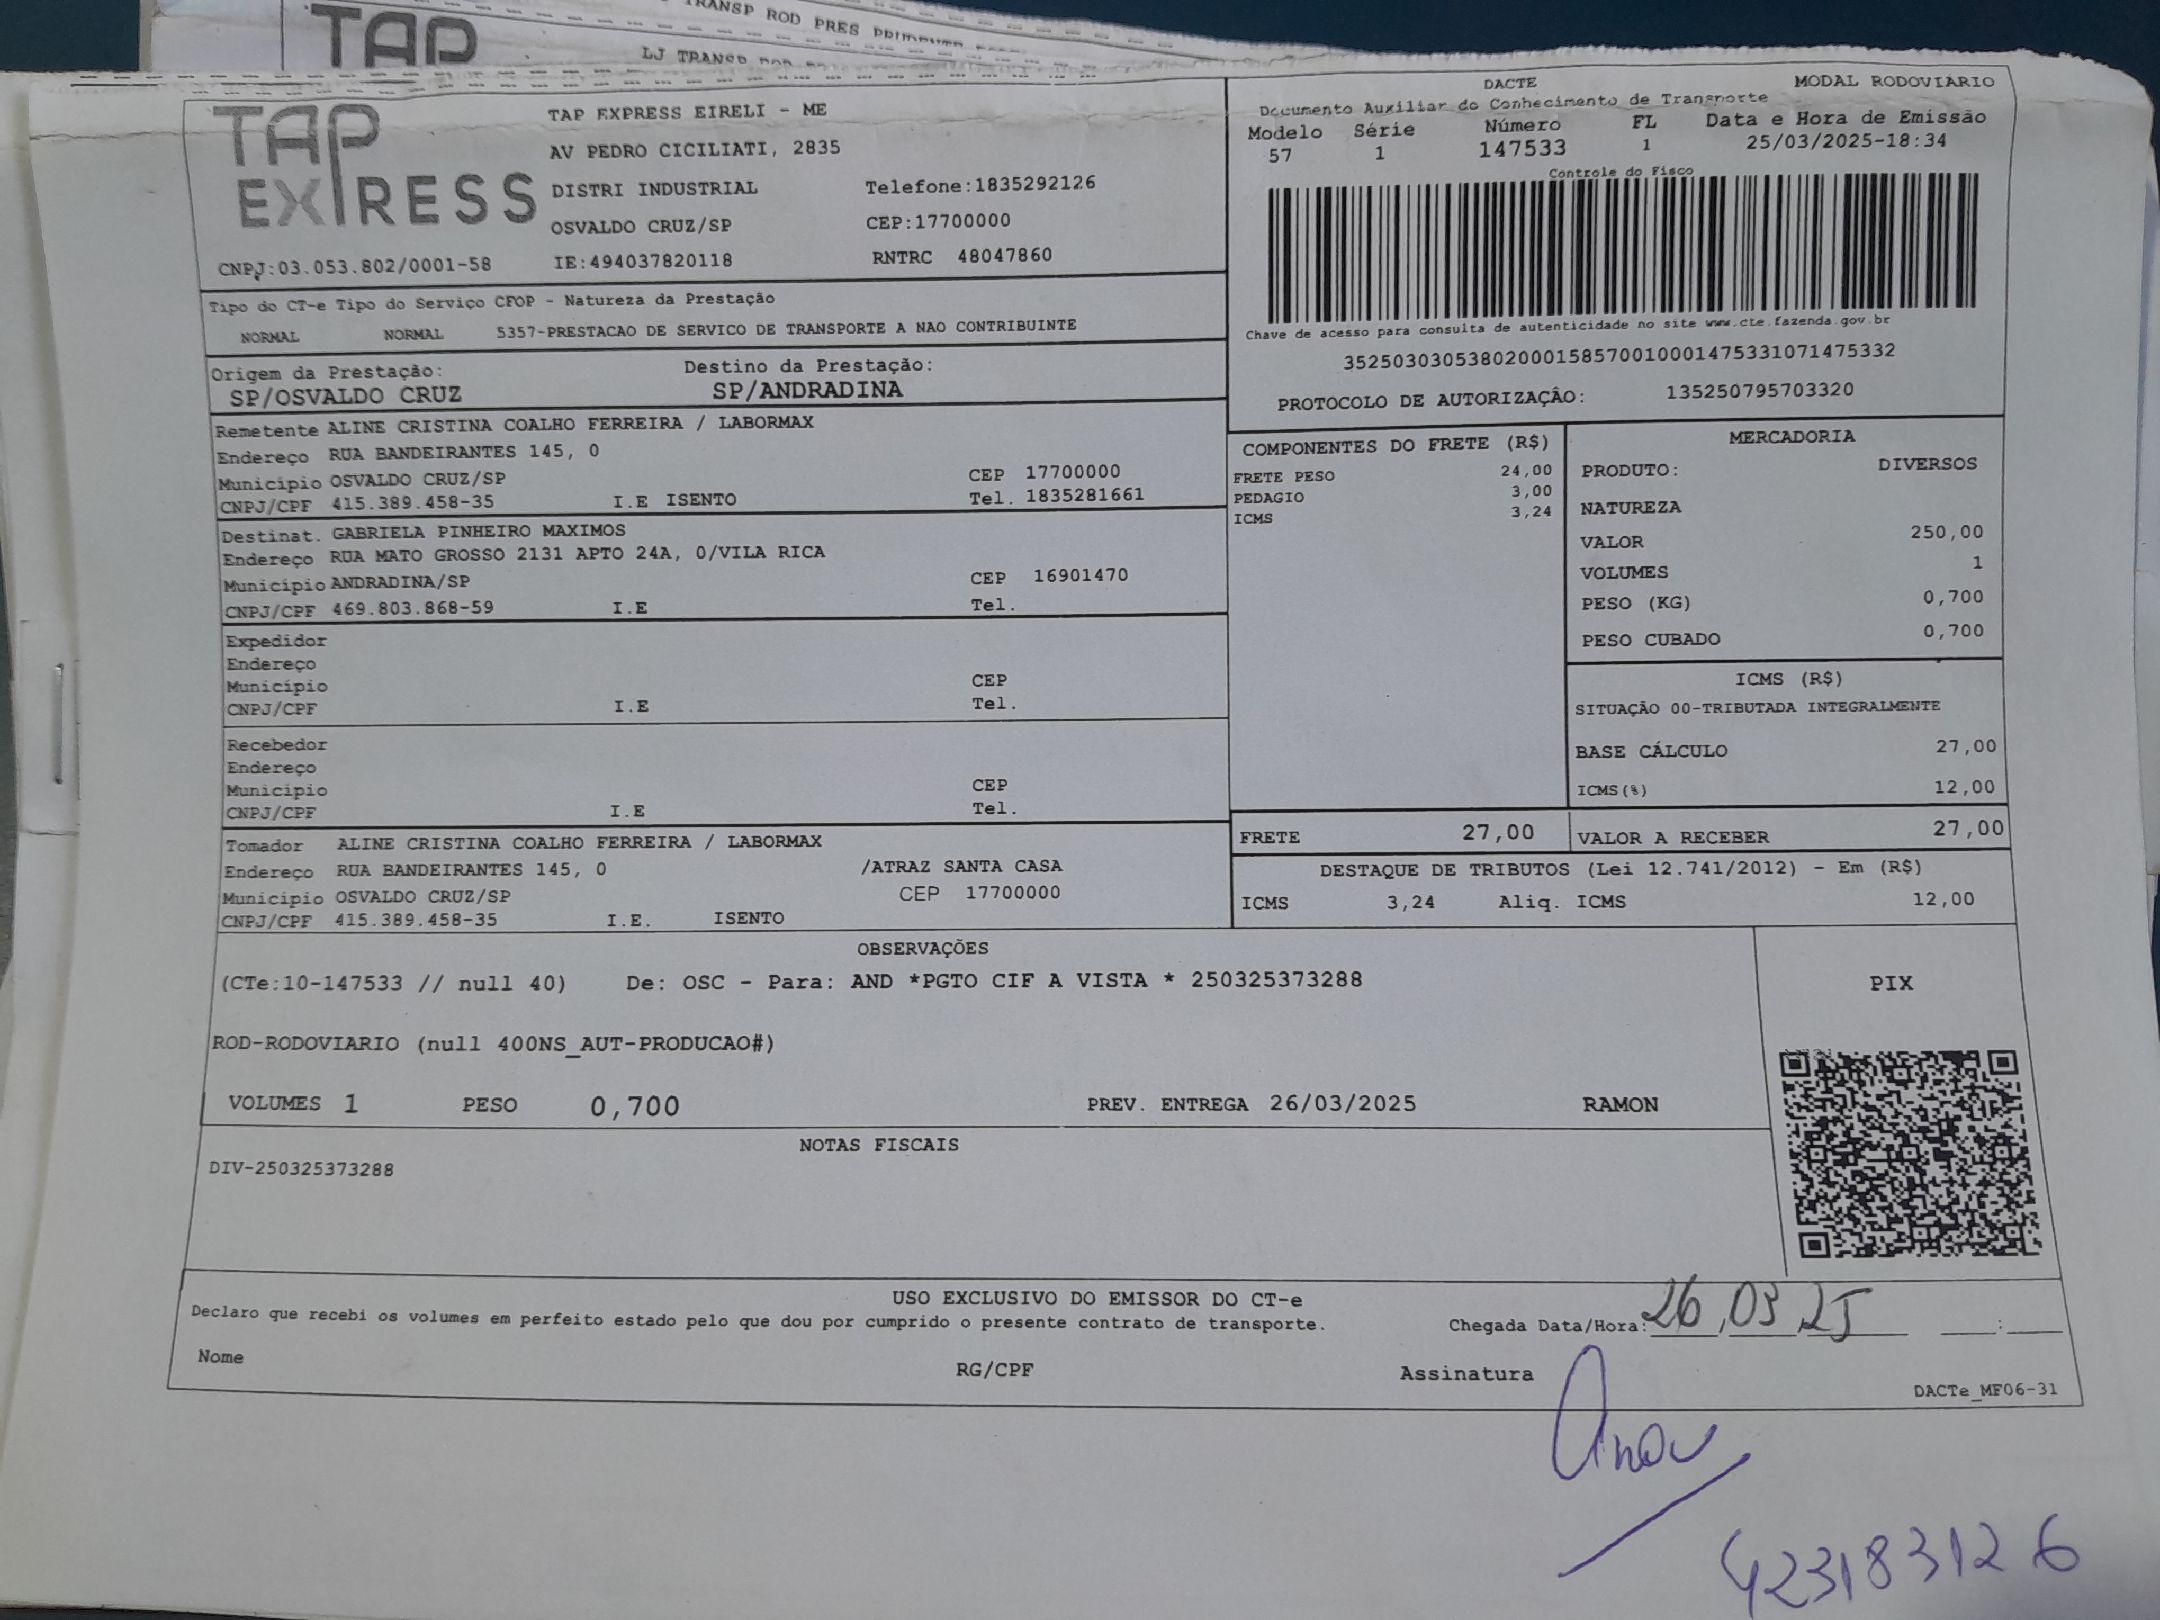 TAP
TRANSP ROD PRES
LJ TRANSP
TAP EXPRESS
TAP EXPRESS EIRELI - ME
AV PEDRO CICILIATI, 2835
DISTRI INDUSTRIAL Telefone:1835292126
OSVALDO CRUZ/SP CEP:17700000
CNPJ:03.053.802/0001-58 IE:494037820118 RNTRC 48047860
DACTE MODAL RODOVIARIO
Documento Auxiliar do Conhecimento de Transporte
Modelo Série Número FL Data e Hora de Emissão
57 1 147533 1 25/03/2025-18:34
Controle do Fisco
Chave de acesso para consulta de autenticidade no site www.cte.fazenda.gov.br
35250303053802000158570010001475331071475332
PROTOCOLO DE AUTORIZAÇÃO: 135250795703320
Tipo do CT-e Tipo do Serviço CFOP - Natureza da Prestação
NORMAL NORMAL 5357-PRESTACAO DE SERVICO DE TRANSPORTE A NAO CONTRIBUINTE
Origem da Prestação: Destino da Prestação:
SP/OSVALDO CRUZ SP/ANDRADINA
Remetente ALINE CRISTINA COALHO FERREIRA / LABORMAX
Endereço RUA BANDEIRANTES 145, 0
Município OSVALDO CRUZ/SP CEP 17700000
CNPJ/CPF 415.389.458-35 I.E ISENTO Tel. 1835281661
Destinat. GABRIELA PINHEIRO MAXIMOS
Endereço RUA MATO GROSSO 2131 APTO 24A, 0/VILA RICA
Município ANDRADINA/SP CEP 16901470
CNPJ/CPF 469.803.868-59 I.E Tel.
Expedidor
Endereço
Município CEP
CNPJ/CPF I.E Tel.
Recebedor
Endereço
Município CEP
CNPJ/CPF I.E Tel.
Tomador ALINE CRISTINA COALHO FERREIRA / LABORMAX
Endereço RUA BANDEIRANTES 145, 0 /ATRAZ SANTA CASA
Município OSVALDO CRUZ/SP CEP 17700000
CNPJ/CPF 415.389.458-35 I.E. ISENTO
COMPONENTES DO FRETE (R$)
FRETE PESO 24,00
PEDAGIO 3,00
ICMS 3,24
MERCADORIA
PRODUTO: DIVERSOS
NATUREZA
VALOR 250,00
VOLUMES 1
PESO (KG) 0,700
PESO CUBADO 0,700
ICMS (R$)
SITUAÇÃO 00-TRIBUTADA INTEGRALMENTE
BASE CÁLCULO 27,00
ICMS(%) 12,00
FRETE 27,00 VALOR A RECEBER 27,00
DESTAQUE DE TRIBUTOS (Lei 12.741/2012) - Em (R$)
ICMS 3,24 Aliq. ICMS 12,00
OBSERVAÇÕES
(CTe:10-147533 // null 40) De: OSC - Para: AND *PGTO CIF A VISTA * 250325373288
ROD-RODOVIARIO (null 400NS_AUT-PRODUCAO#)
VOLUMES 1 PESO 0,700 PREV. ENTREGA 26/03/2025 RAMON
PIX
NOTAS FISCAIS
DIV-250325373288
USO EXCLUSIVO DO EMISSOR DO CT-e
Declaro que recebi os volumes em perfeito estado pelo que dou por cumprido o presente contrato de transporte. Chegada Data/Hora: 26,03 25 :
Nome RG/CPF Assinatura
DACTe_MF06-31
423183126